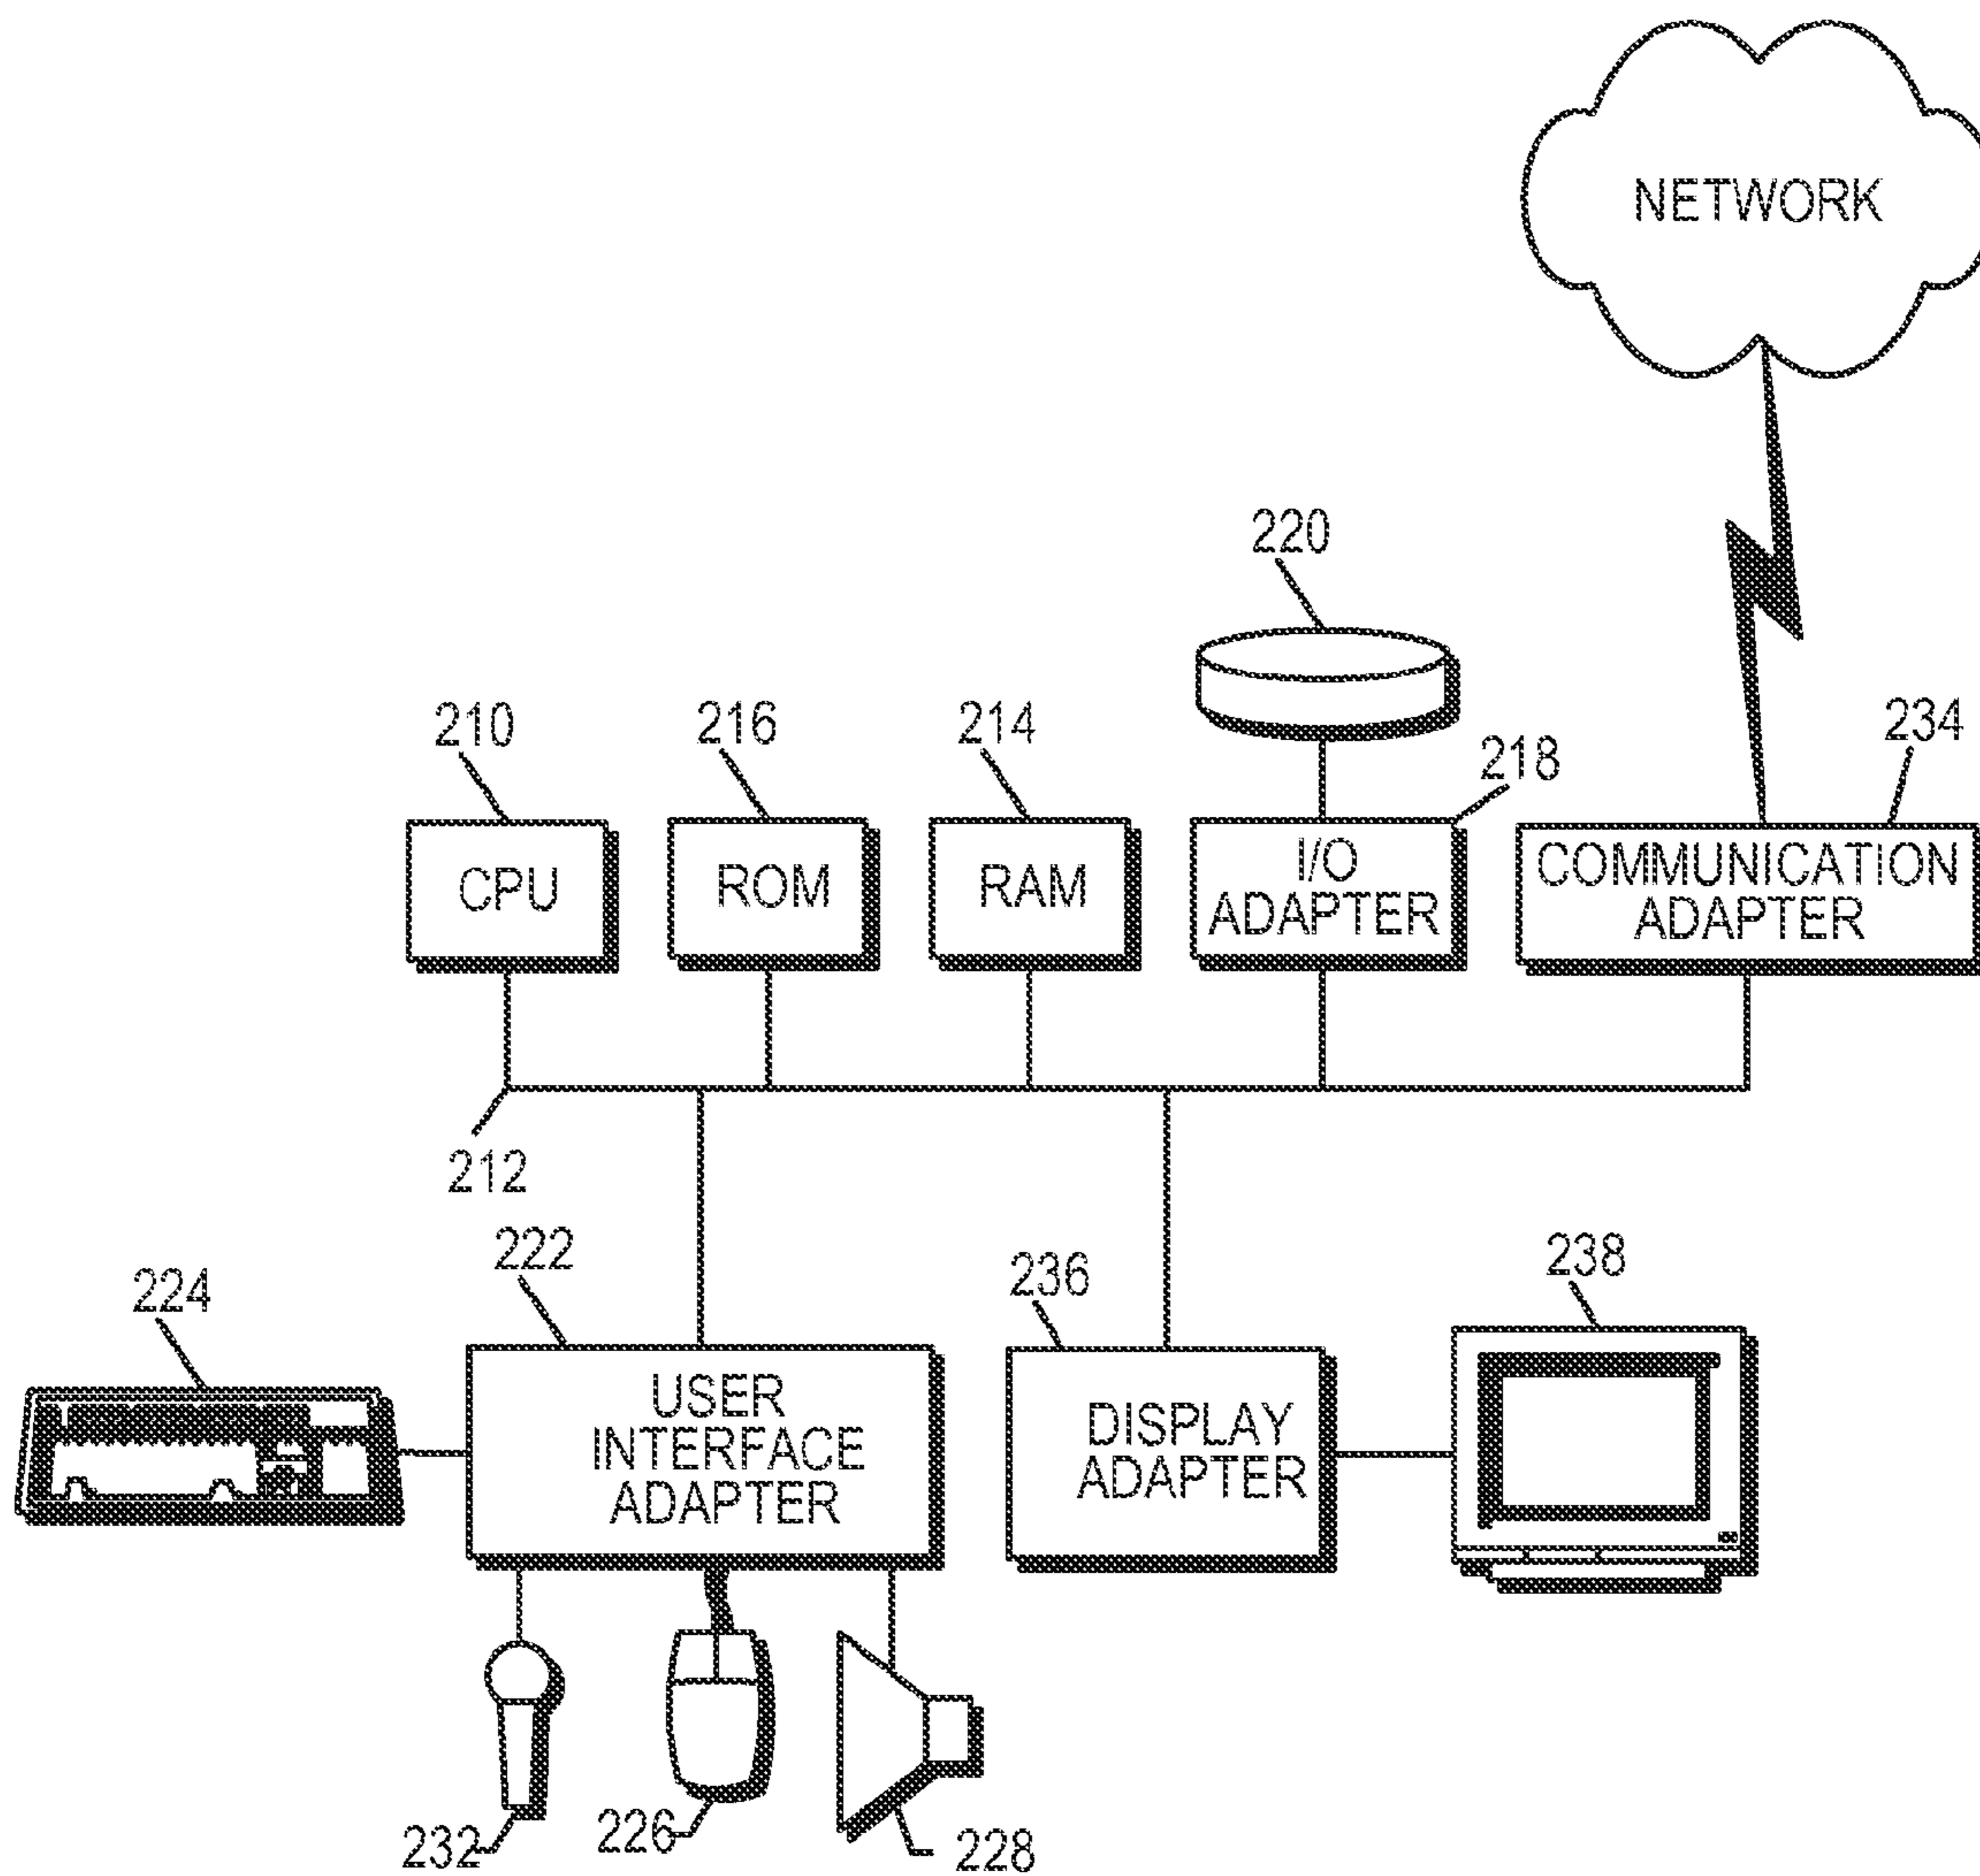 NETWORK
220
210
216
214
218
234
CPU
ROM
RAM
I/O
ADAPTER
COMMUNICATION
ADAPTER
212
222
224
236
238
USER
INTERFACE
ADAPTER
DISPLAY
ADAPTER
232
226
228